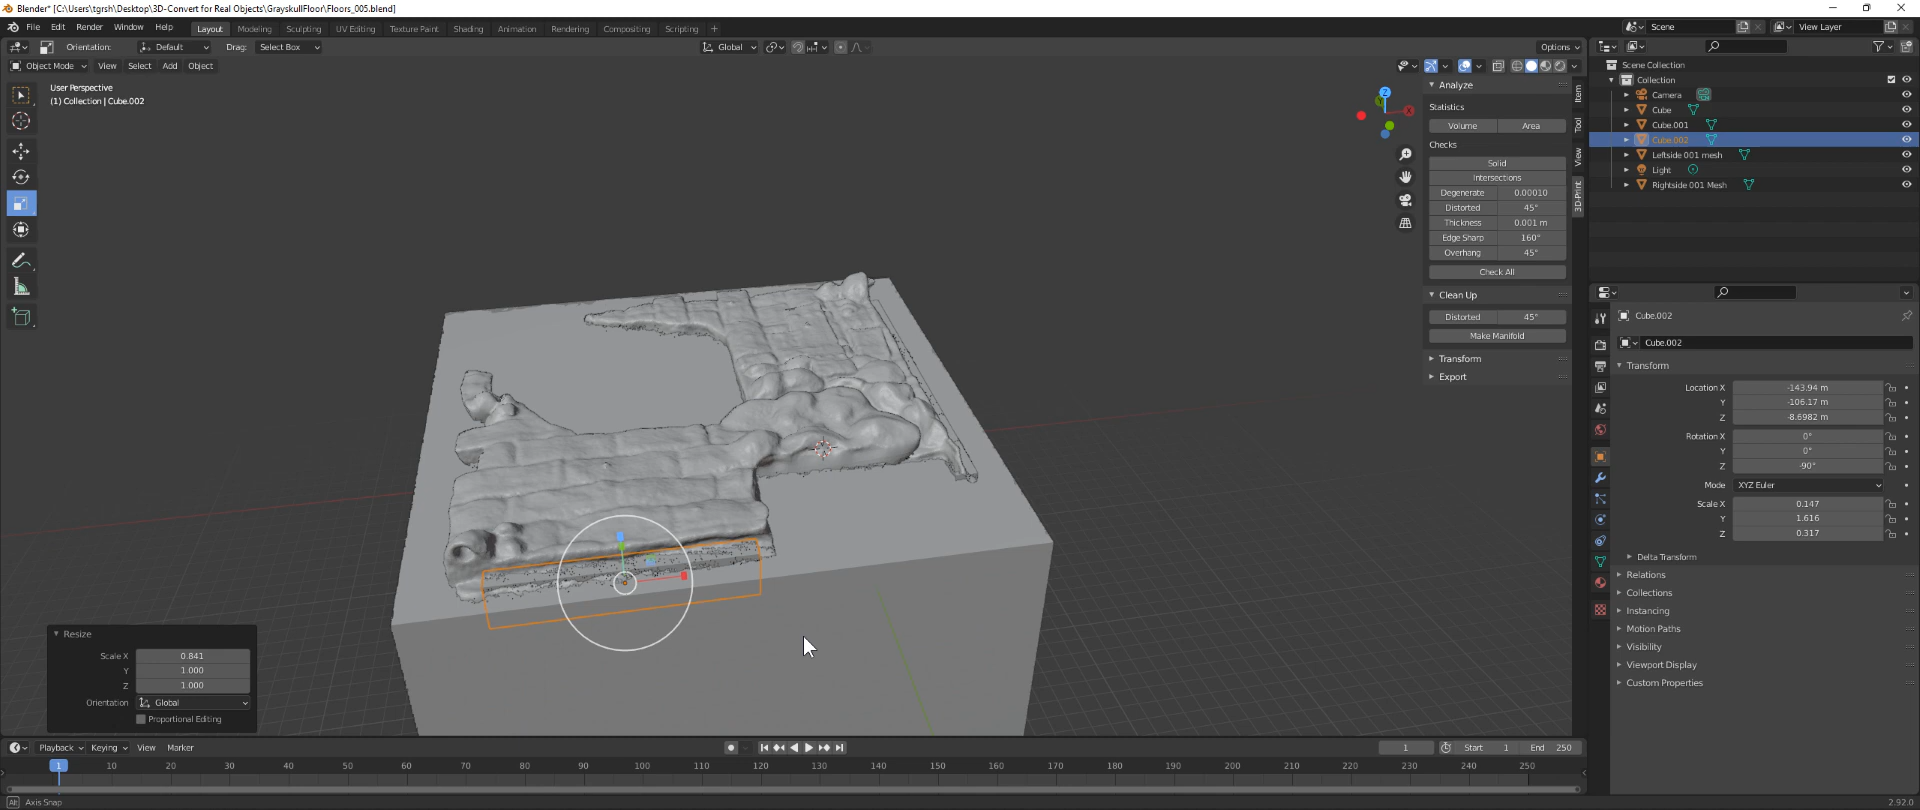 Blender* [C:\Users\tgrsh\Desktop\3D-Convert for Real Objects\GrayskullFloor\Floors_005.blend]
File Edit Render Window Help Layout Modeling Sculpting UV Editing Texture Paint Shading Animation Rendering Compositing Scripting + Scene View Layer
Orientation: Default Drag: Select Box Global Options
Object Mode View Select Add Object
User Perspective
(1) Collection | Cube.002
Analyze
Statistics
Volume Area
Checks
Solid
Intersections
Degenerate 0.00010
Distorted 45°
Thickness 0.001 m
Edge Sharp 160°
Overhang 45°
Check All
Clean Up
Distorted 45°
Make Manifold
Transform
Export
Item
Tool
View
3D-Print
Z
X
Y
Scene Collection
Collection
Camera
Cube
Cube.001
Cube.002
Leftside 001 mesh
Light
Rightside 001 Mesh
Cube.002
Cube.002
Transform
Location X -143.94 m
Y -106.17 m
Z -8.6982 m
Rotation X 0°
Y 0°
Z -90°
Mode XYZ Euler
Scale X 0.147
Y 1.616
Z 0.317
Delta Transform
Relations
Collections
Instancing
Motion Paths
Visibility
Viewport Display
Custom Properties
Resize
Scale X 0.841
Y 1.000
Z 1.000
Orientation Global
Proportional Editing
Playback Keying View Marker 1 Start 1 End 250
1 10 20 30 40 50 60 70 80 90 100 110 120 130 140 150 160 170 180 190 200 210 220 230 240 250
Alt Axis Snap 2.92.0